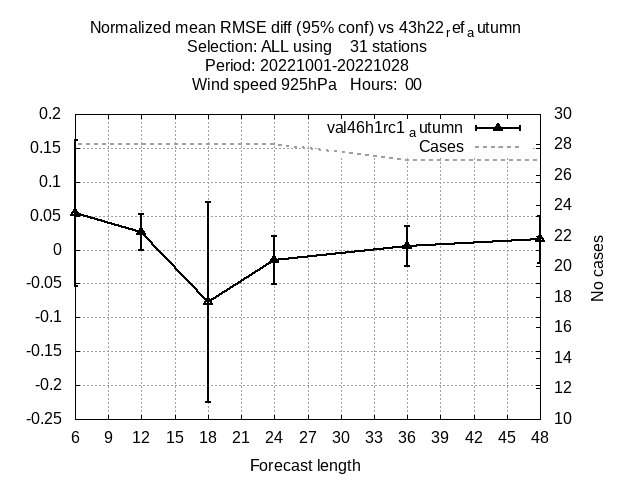 Normalized mean RMSE diff (95% conf) vs 43h22refautumn
Selection: ALL using 31 stations
Period: 20221001-20221028
Wind speed 925hPa Hours: 00
val46h1rc1autumn
Cases
0.2
0.15
0.1
0.05
0
-0.05
-0.1
-0.15
-0.2
-0.25
30
28
26
24
22
20
18
16
14
12
10
No cases
6 9 12 15 18 21 24 27 30 33 36 39 42 45 48
Forecast length